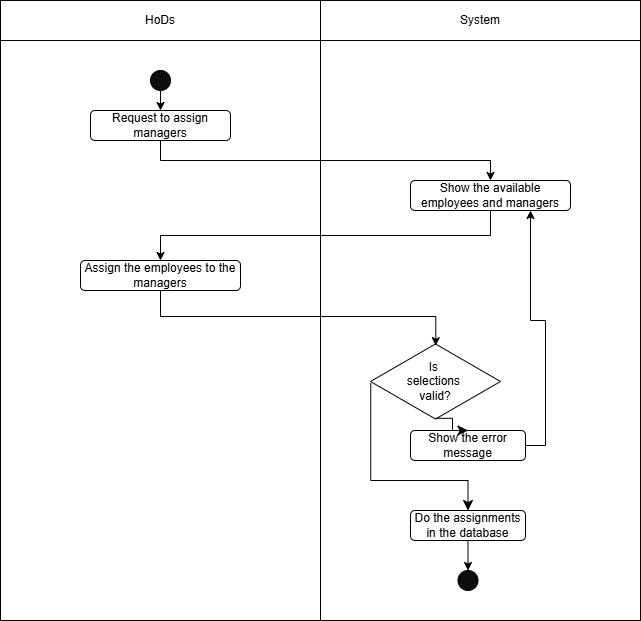 HoDs
System
Request to assign
managers
Show the available
employees and managers
Assign the employees to the
managers
Is
selections
valid?
Show the error
message
Do the assignments
in the database